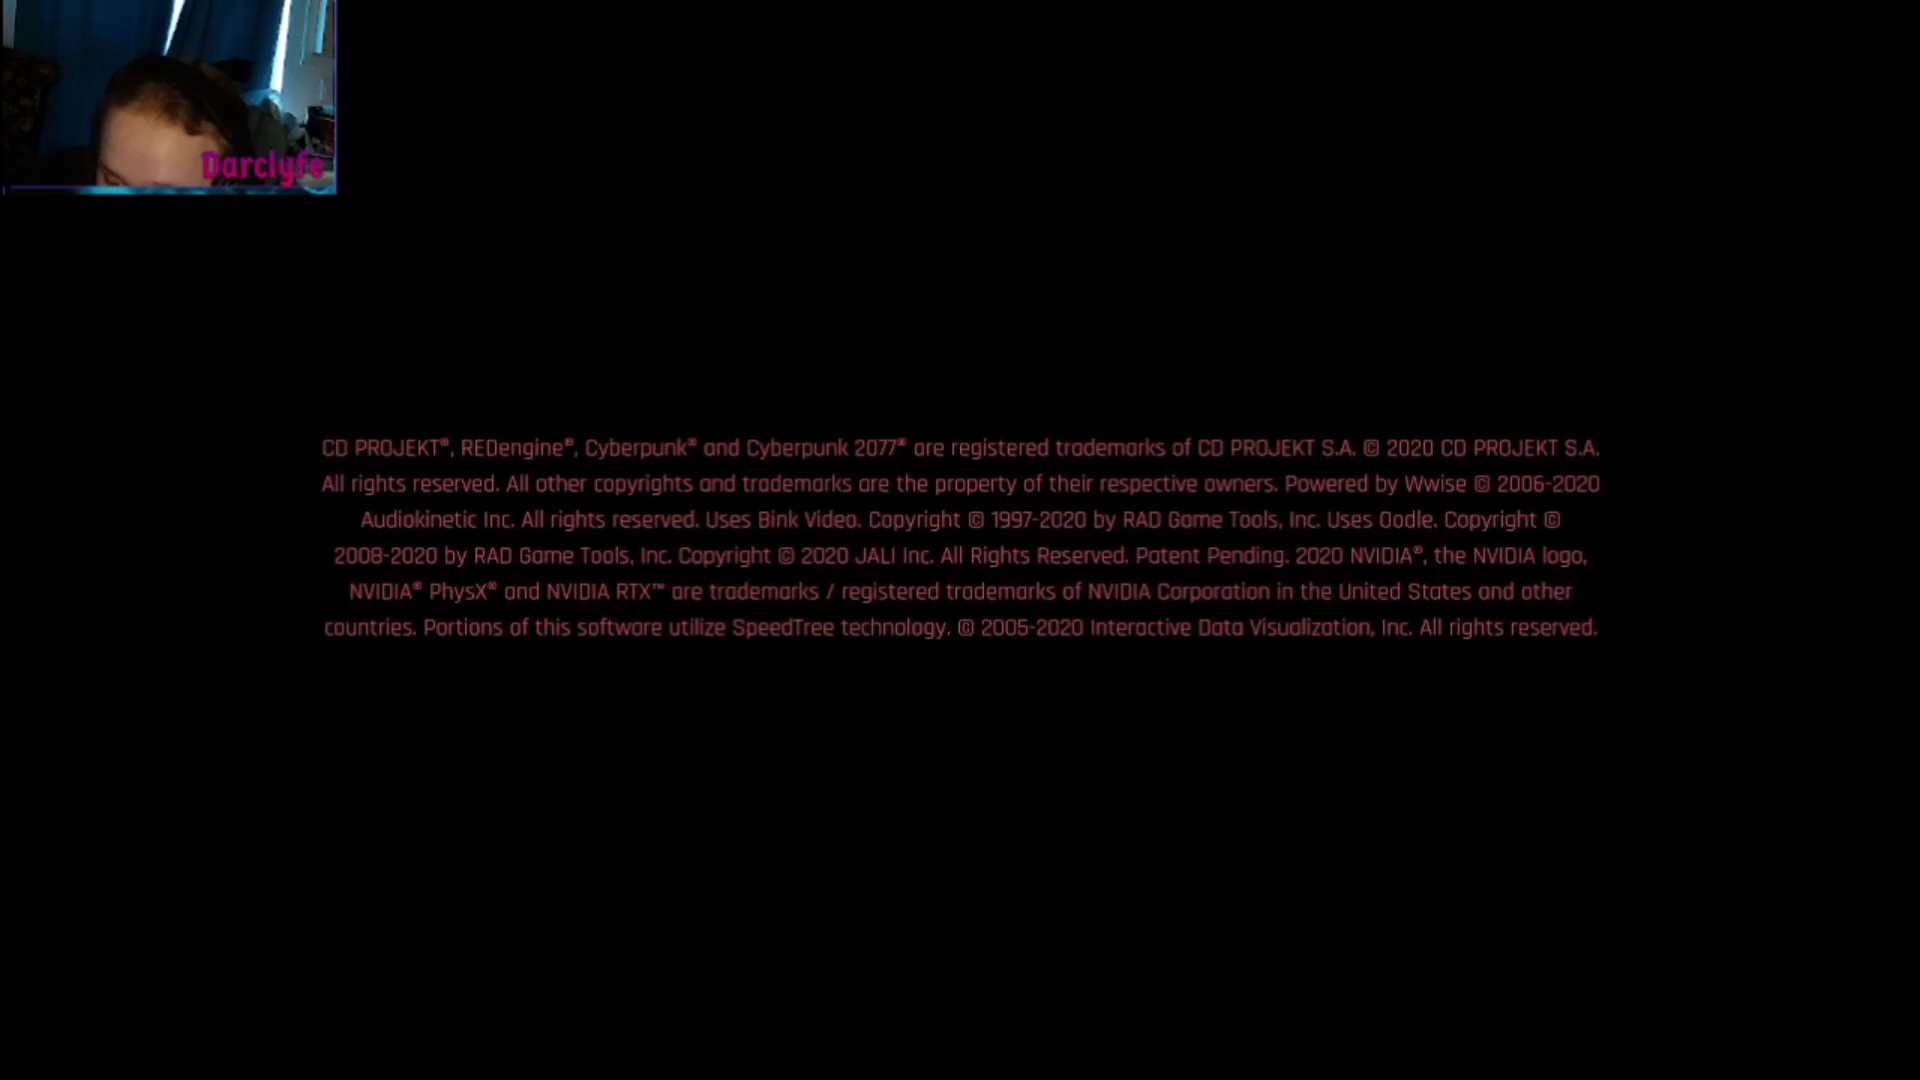 Darclyfe
CD PROJEKT®, REDengine®, Cyberpunk® and Cyberpunk 2077® are registered trademarks of CD PROJEKT S.A. © 2020 CD PROJEKT S.A.
All rights reserved. All other copyrights and trademarks are the property of their respective owners. Powered by Wwise © 2006-2020
Audiokinetic Inc. All rights reserved. Uses Bink Video. Copyright © 1997-2020 by RAD Game Tools, Inc. Uses Oodle. Copyright ©
2008-2020 by RAD Game Tools, Inc. Copyright © 2020 JALI Inc. All Rights Reserved. Patent Pending. 2020 NVIDIA®, the NVIDIA logo,
NVIDIA® PhysX® and NVIDIA RTX™ are trademarks / registered trademarks of NVIDIA Corporation in the United States and other
countries. Portions of this software utilize SpeedTree technology. © 2005-2020 Interactive Data Visualization, Inc. All rights reserved.